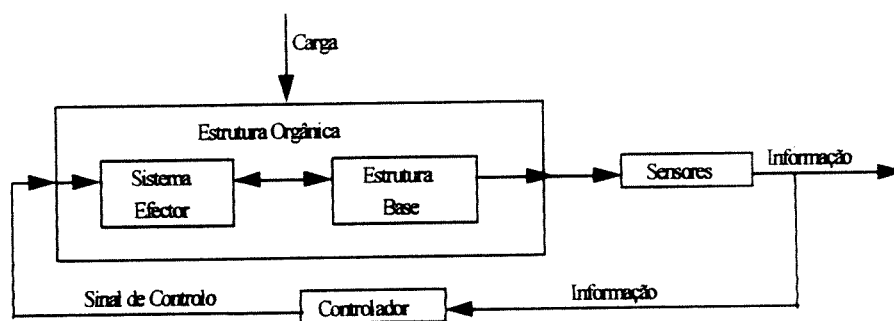 Carga
Estrutura Orgânica
Sistema
Efector
Estrutura
Base
Sensores
Informação
Sinal de Controlo
Controlador
Informação